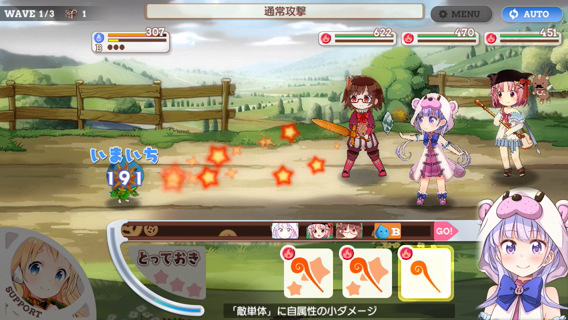 WAVE 1/3
1
通常攻撃
MENU
AUTO
307
B
622
470
451
いまいち
191
B
GO!
とっておき
SUPPORT
「敵単体」に自属性の小ダメージ